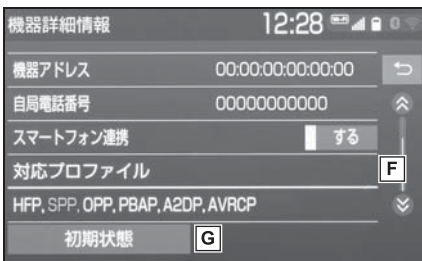 機器詳細情報 12:28 0
機器アドレス 00:00:00:00:00:00
自局電話番号 00000000000
スマートフォン連携 する
対応プロファイル F
HFP, SPP, OPP, PBAP, A2DP, AVRCP
初期状態 G